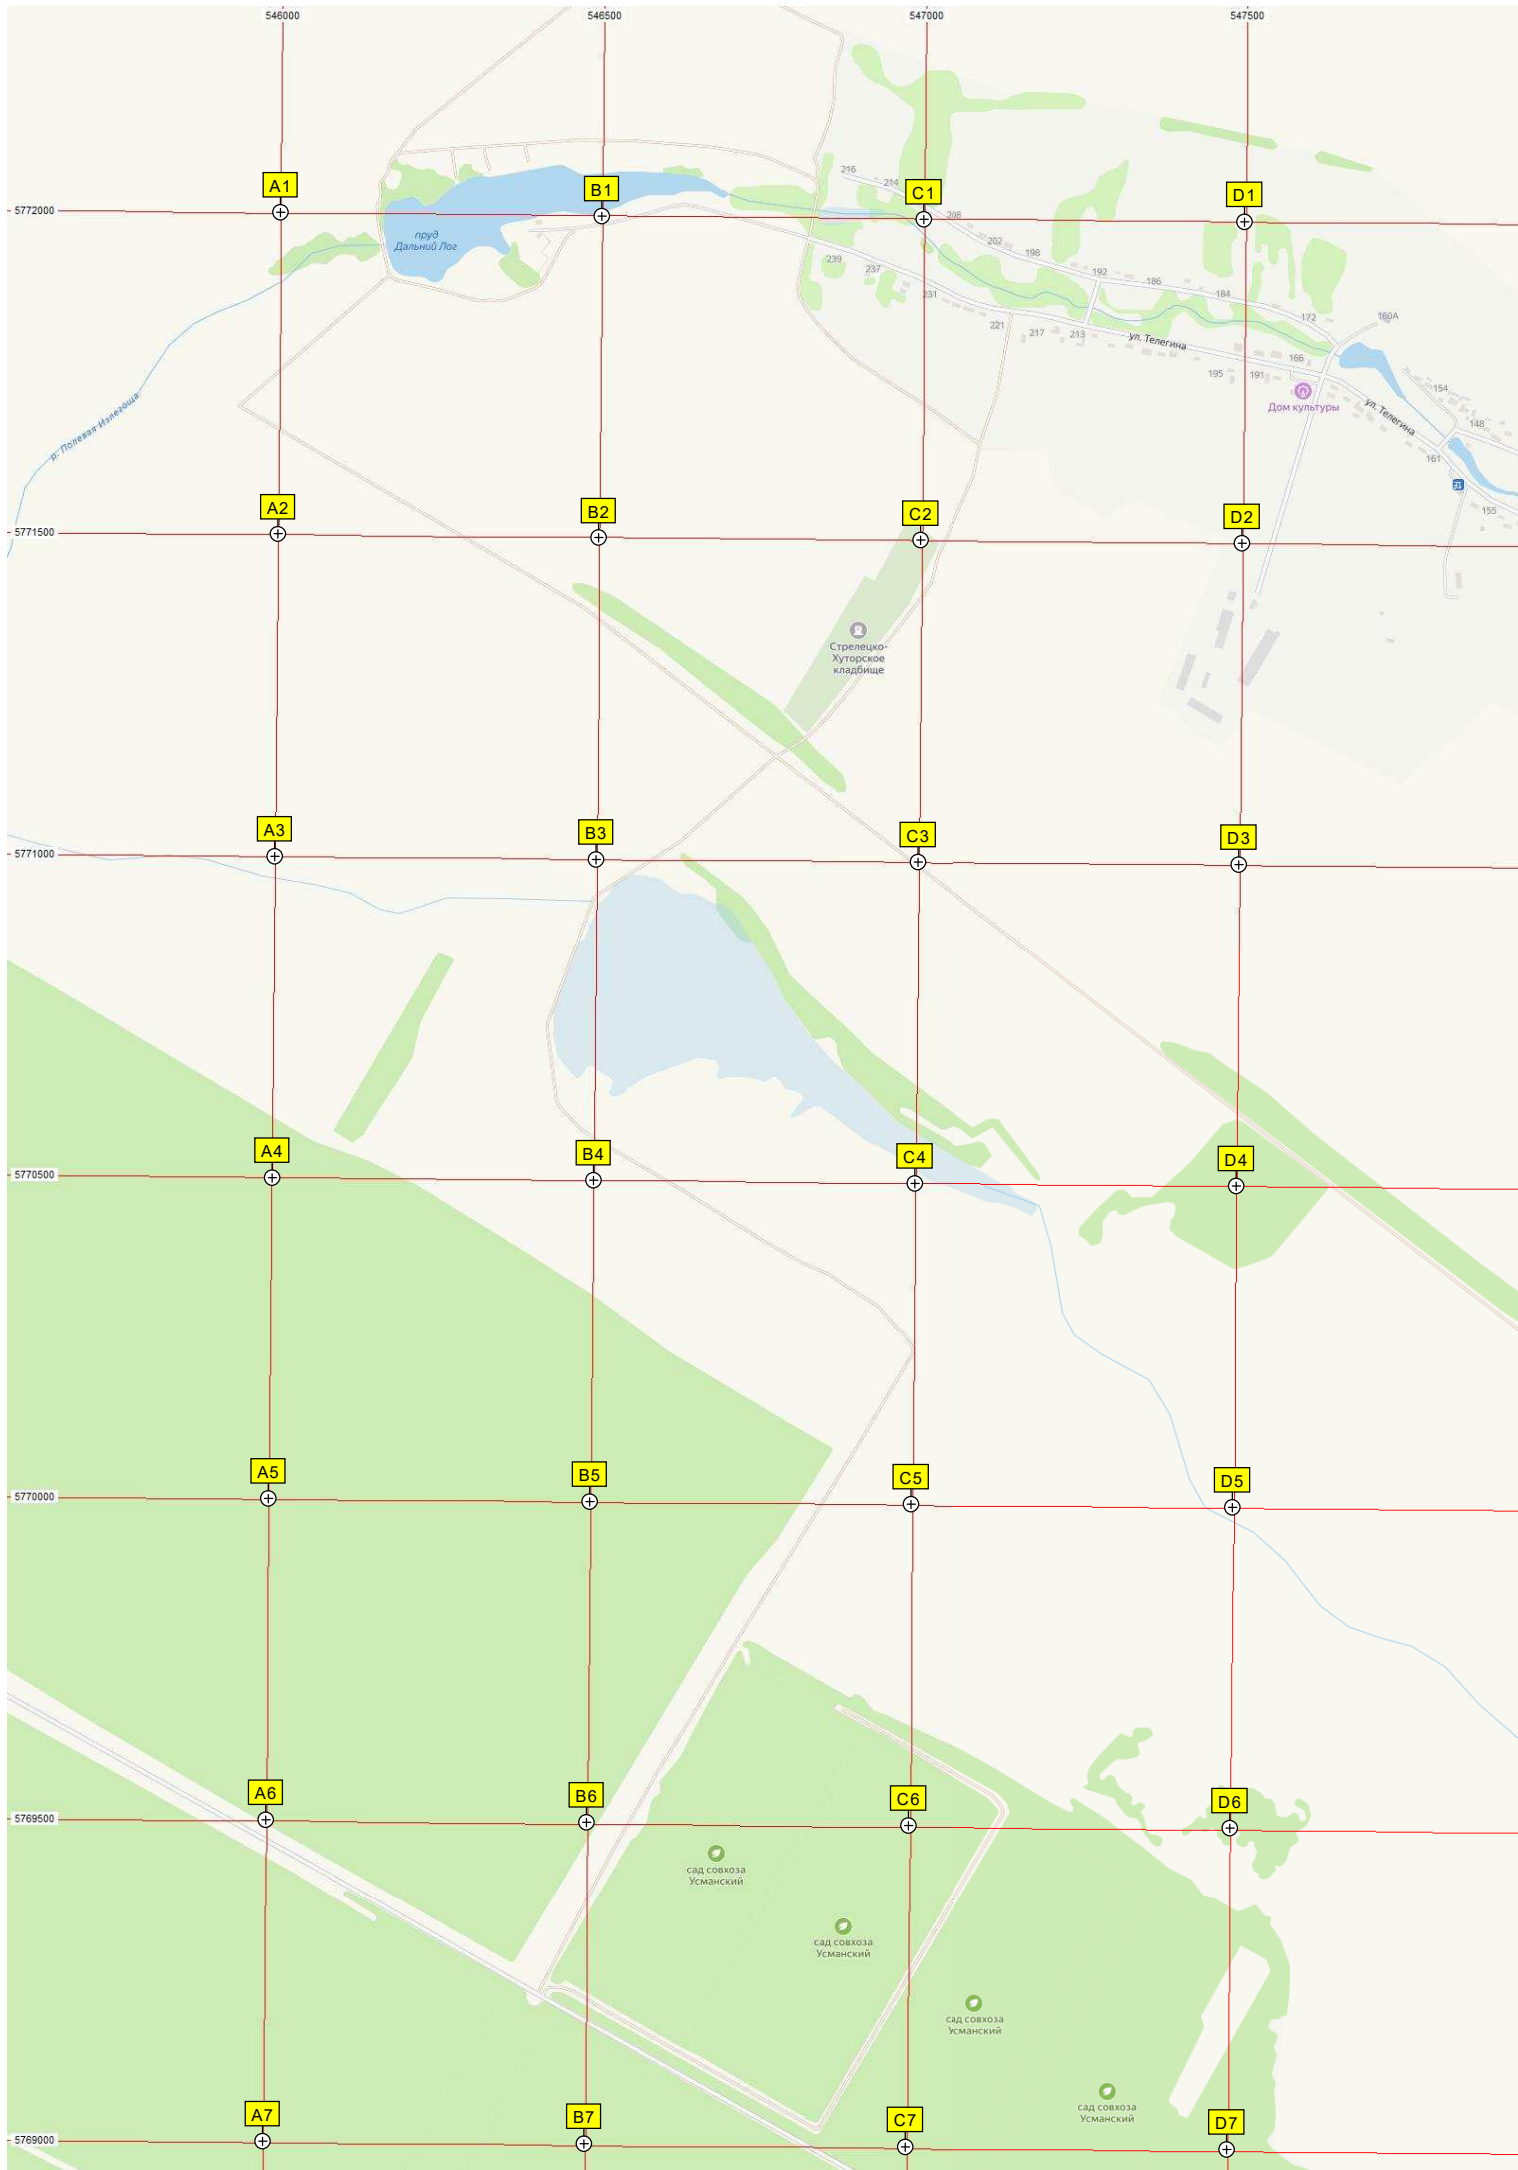 546000 546500 547000 547500
216
214
A1 B1 C1 D1
5772000
208
пруд
Дальний Лог
202
198
239
237
192
186
231
184
172
160А
221
217
213
ул. Телегина
166
195
191
154
Дом культуры
ул. Телегина
148
р. Полевая Излегоща
161
A2 B2 C2 D2
155
5771500
Стрелецко-
Хуторское
кладбище
A3 B3 C3 D3
5771000
A4 B4 C4 D4
5770500
A5 B5 C5 D5
5770000
A6 B6 C6 D6
5769500
сад совхоза
Усманский
сад совхоза
Усманский
сад совхоза
Усманский
сад совхоза
Усманский
A7 B7 C7 D7
5769000